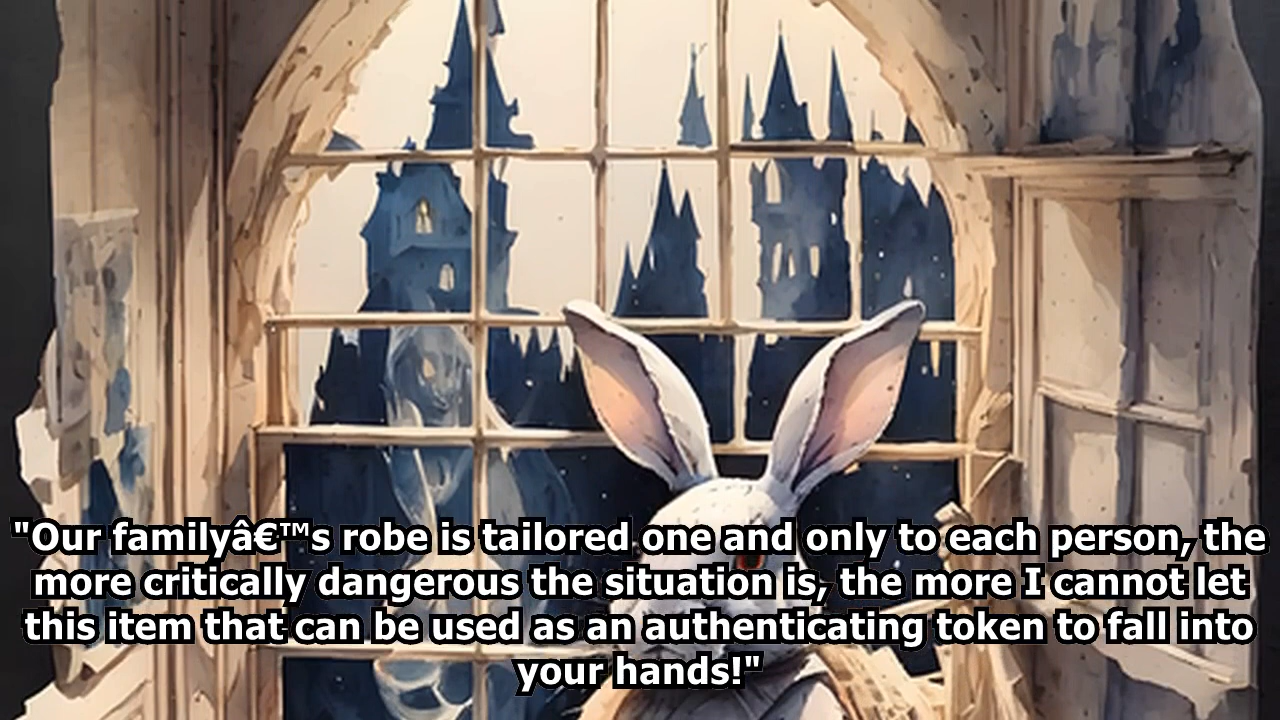 "Our familyâ€™s robe is tailored one and only to each person, the
more critically dangerous the situation is, the more I cannot let
this item that can be used as an authenticating token to fall into
your hands!"